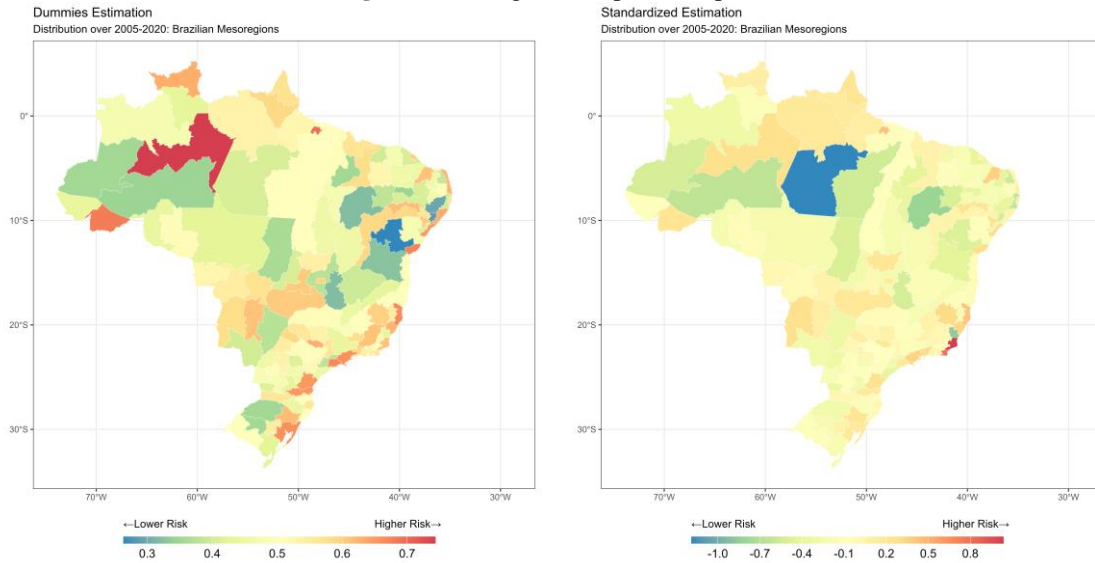 Dummies Estimation
Distribution over 2005-2020: Brazilian Mesoregions
0°
10°S
20°S
30°S
70°W 60°W 50°W 40°W 30°W
←Lower Risk Higher Risk→
0.3 0.4 0.5 0.6 0.7
Standardized Estimation
Distribution over 2005-2020: Brazilian Mesoregions
0°
10°S
20°S
30°S
70°W 60°W 50°W 40°W 30°W
←Lower Risk Higher Risk→
-1.0 -0.7 -0.4 -0.1 0.2 0.5 0.8